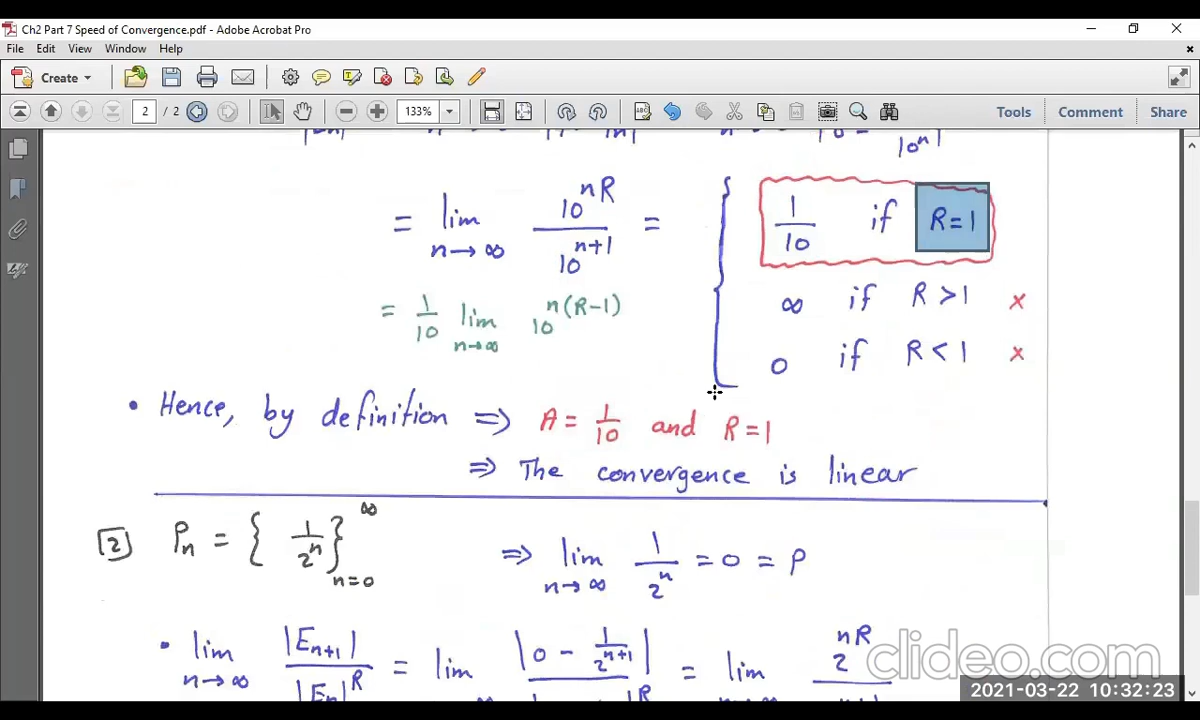 Ch2 Part 7 Speed of Convergence.pdf - Adobe Acrobat Pro
File Edit View Window Help
Create 2 / 2 133% Tools Comment Share
= lim n→∞ 10^{nR} / 10^{n+1} = { 1/10 if R=1
= 1/10 lim n→∞ 10^{n(R-1)}
∞ if R >1 ×
0 if R < 1 ×
• Hence, by definition ⇒ A = 1/10 and R=1
⇒ The convergence is linear
[2] Pn = { 1/2^n }_{n=0}^∞ ⇒ lim n→∞ 1/2^n = 0 = P
• lim n→∞ |E_{n+1}| / |E_n|^R = lim |0 - 1/2^{n+1}| = lim n→∞ 2^{nR}
clideo.com
2021-03-22 10:32:23